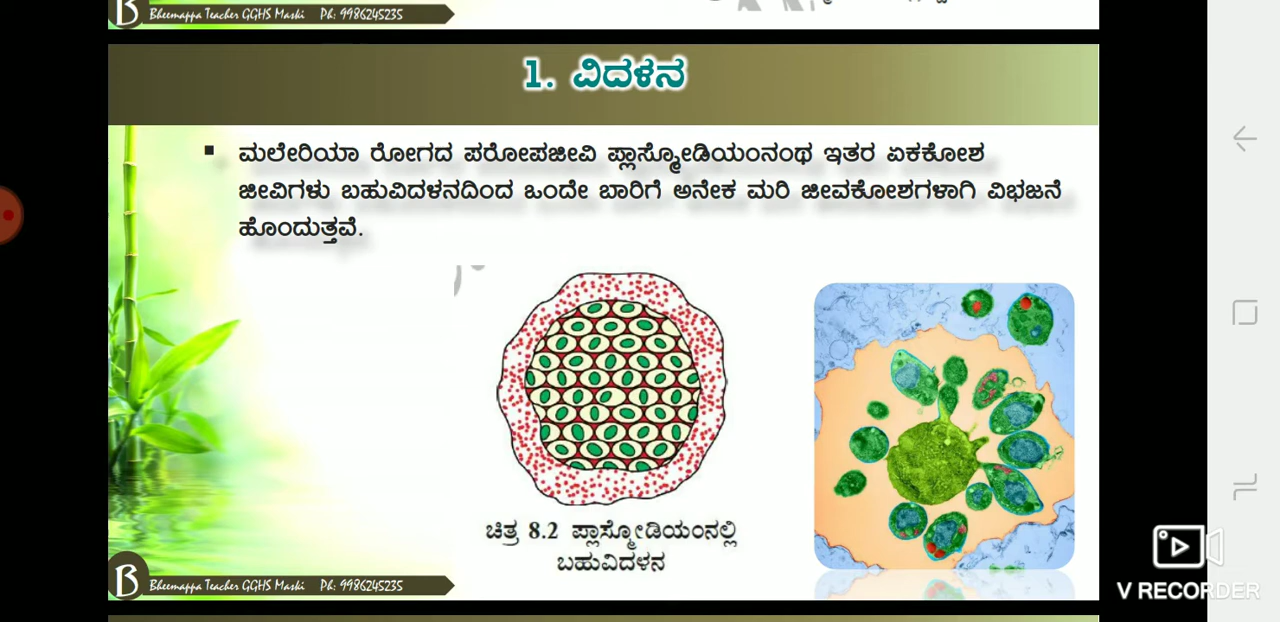 Bheemappa Teacher GGHS Maski Ph: 9986245235
1. ವಿದಳನ
ಮಲೇರಿಯಾ ರೋಗದ ಪರೋಪಜೀವಿ ಪ್ಲಾಸ್ಮೋಡಿಯಂನಂಥ ಇತರ ಏಕಕೋಶ
ಜೀವಿಗಳು ಬಹುವಿದಳನದಿಂದ ಒಂದೇ ಬಾರಿಗೆ ಅನೇಕ ಮರಿ ಜೀವಕೋಶಗಳಾಗಿ ವಿಭಜನೆ
ಹೊಂದುತ್ತವೆ.
ಚಿತ್ರ 8.2 ಪ್ಲಾಸ್ಮೋಡಿಯಂನಲ್ಲಿ
ಬಹುವಿದಳನ
B Bheemappa Teacher GGHS Maski Ph: 9986245235
V RECORDER